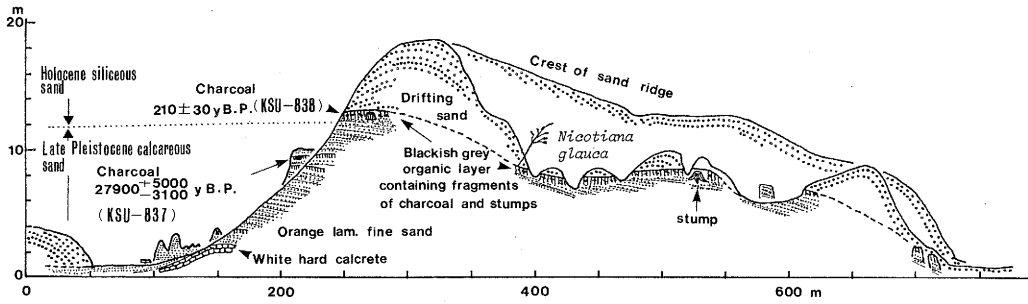 m
20
Holocene siliceous
sand
Charcoal
210±30yB.P.(KSU-838)
Crest of sand ridge
Drifting
sand
Late Pleistocene calcareous
sand
Charcoal
27900 +5000 -3100 y B.P.
(KSU-837)
10
Blackish grey
organic layer
containing fragments
of charcoal and stumps
Nicotiana
glauca
stump
Orange lam. fine sand
White hard calcrete
0
0
200
400
600
m